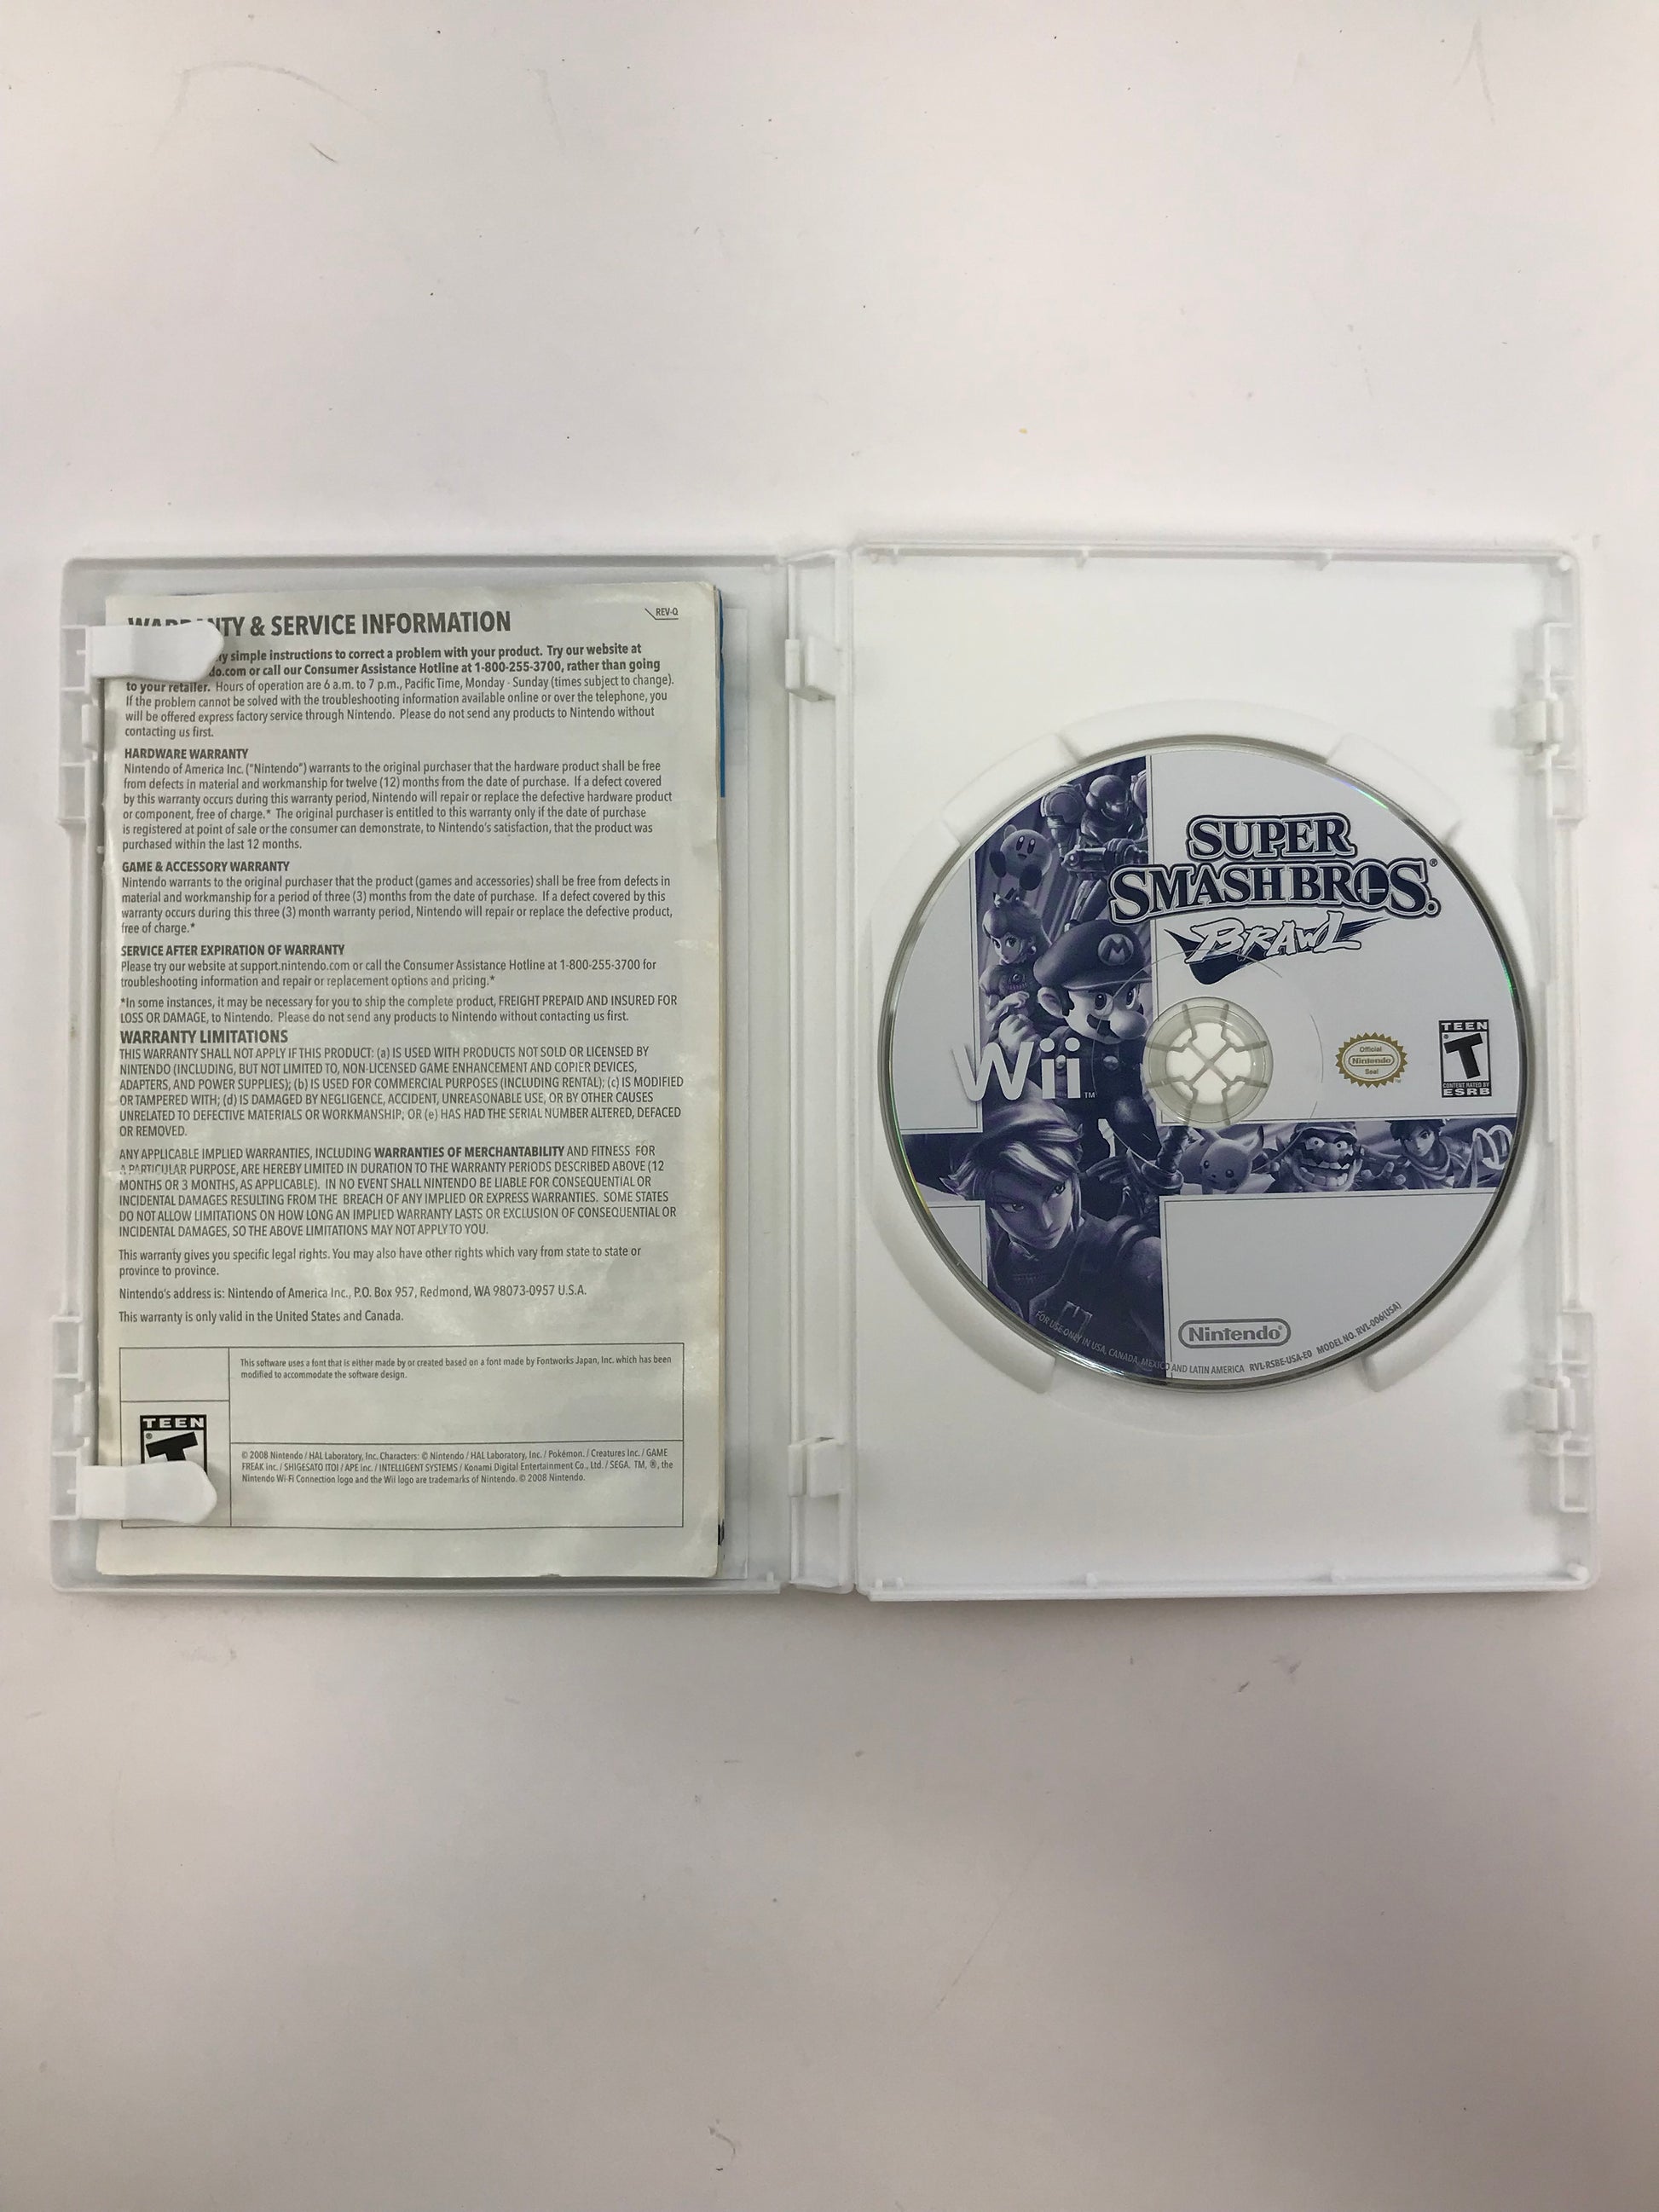 WARRANTY & SERVICE INFORMATION
REV-Q
simple instructions to correct a problem with your product. Try our website at
.com or call our Consumer Assistance Hotline at 1-800-255-3700, rather than going
to your retailer. Hours of operation are 6 a.m. to 7 p.m., Pacific Time, Monday - Sunday (times subject to change).
If the problem cannot be solved with the troubleshooting information available online or over the telephone, you
will be offered express factory service through Nintendo. Please do not send any products to Nintendo without
contacting us first.
HARDWARE WARRANTY
Nintendo of America Inc. ("Nintendo") warrants to the original purchaser that the hardware product shall be free
from defects in material and workmanship for twelve (12) months from the date of purchase. If a defect covered
by this warranty occurs during this warranty period, Nintendo will repair or replace the defective hardware product
or component, free of charge.* The original purchaser is entitled to this warranty only if the date of purchase
is registered at point of sale or the consumer can demonstrate, to Nintendo's satisfaction, that the product was
purchased within the last 12 months.
GAME & ACCESSORY WARRANTY
Nintendo warrants to the original purchaser that the product (games and accessories) shall be free from defects in
material and workmanship for a period of three (3) months from the date of purchase. If a defect covered by this
warranty occurs during this three (3) month warranty period, Nintendo will repair or replace the defective product,
free of charge.*
SERVICE AFTER EXPIRATION OF WARRANTY
Please try our website at support.nintendo.com or call the Consumer Assistance Hotline at 1-800-255-3700 for
troubleshooting information and repair or replacement options and pricing.*
*In some instances, it may be necessary for you to ship the complete product, FREIGHT PREPAID AND INSURED FOR
LOSS OR DAMAGE, to Nintendo. Please do not send any products to Nintendo without contacting us first.
WARRANTY LIMITATIONS
THIS WARRANTY SHALL NOT APPLY IF THIS PRODUCT: (a) IS USED WITH PRODUCTS NOT SOLD OR LICENSED BY
NINTENDO (INCLUDING, BUT NOT LIMITED TO, NON-LICENSED GAME ENHANCEMENT AND COPIER DEVICES,
ADAPTERS, AND POWER SUPPLIES); (b) IS USED FOR COMMERCIAL PURPOSES (INCLUDING RENTAL); (c) IS MODIFIED
OR TAMPERED WITH; (d) IS DAMAGED BY NEGLIGENCE, ACCIDENT, UNREASONABLE USE, OR BY OTHER CAUSES
UNRELATED TO DEFECTIVE MATERIALS OR WORKMANSHIP; OR (e) HAS HAD THE SERIAL NUMBER ALTERED, DEFACED
OR REMOVED.
ANY APPLICABLE IMPLIED WARRANTIES, INCLUDING WARRANTIES OF MERCHANTABILITY AND FITNESS FOR
A PARTICULAR PURPOSE, ARE HEREBY LIMITED IN DURATION TO THE WARRANTY PERIODS DESCRIBED ABOVE (12
MONTHS OR 3 MONTHS, AS APPLICABLE). IN NO EVENT SHALL NINTENDO BE LIABLE FOR CONSEQUENTIAL OR
INCIDENTAL DAMAGES RESULTING FROM THE BREACH OF ANY IMPLIED OR EXPRESS WARRANTIES. SOME STATES
DO NOT ALLOW LIMITATIONS ON HOW LONG AN IMPLIED WARRANTY LASTS OR EXCLUSION OF CONSEQUENTIAL OR
INCIDENTAL DAMAGES, SO THE ABOVE LIMITATIONS MAY NOT APPLY TO YOU.
This warranty gives you specific legal rights. You may also have other rights which vary from state to state or
province to province.
Nintendo's address is: Nintendo of America Inc., P.O. Box 957, Redmond, WA 98073-0957 U.S.A.
This warranty is only valid in the United States and Canada.
This software uses a font that is either made by or created based on a font made by Fontworks Japan, Inc. which has been
modified to accommodate the software design.
TEEN
T
© 2008 Nintendo / HAL Laboratory, Inc. Characters: © Nintendo / HAL Laboratory, Inc. / Pokémon. / Creatures Inc. / GAME
FREAK inc. / SHIGESATO ITOI / APE inc. / INTELLIGENT SYSTEMS / Konami Digital Entertainment Co., Ltd. / SEGA. TM, ®, the
Nintendo Wi-Fi Connection logo and the Wii logo are trademarks of Nintendo. © 2008 Nintendo.
SUPER
SMASH BROS.®
BRAWL
M
Wii™
Official
Nintendo
Seal
TEEN
T
CONTENT RATED BY
ESRB
Nintendo®
FOR USE ONLY IN USA, CANADA, MEXICO AND LATIN AMERICA RVL-RSBE-USA-E0 MODEL NO. RVL-006(USA)